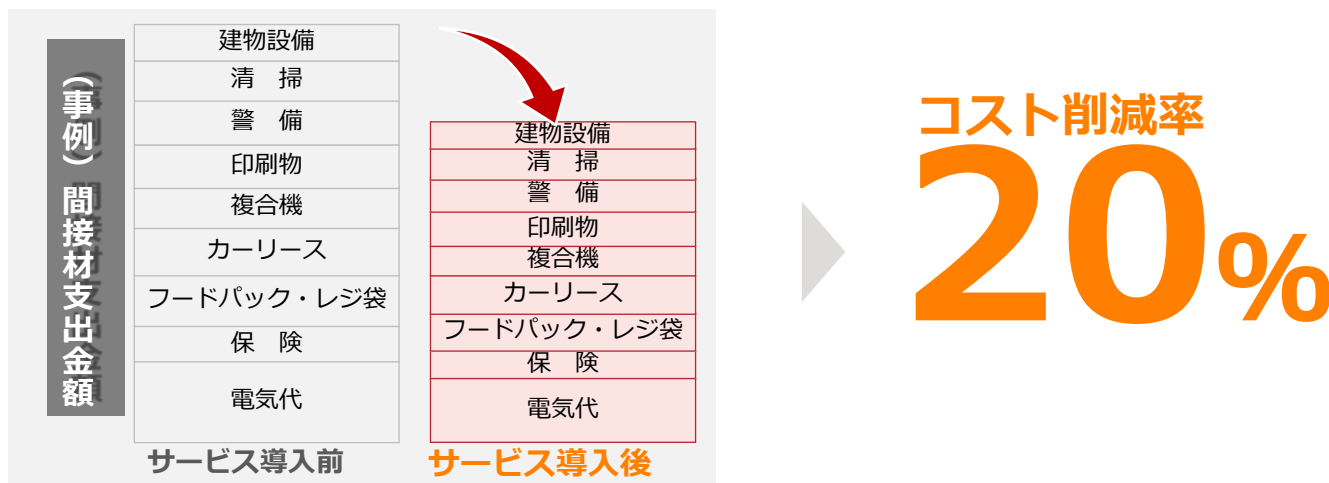 （事例）間接材支出金額
建物設備
清　掃
警　備
印刷物
複合機
カーリース
フードパック・レジ袋
保　険
電気代
サービス導入前
建物設備
清　掃
警　備
印刷物
複合機
カーリース
フードパック・レジ袋
保　険
電気代
サービス導入後
コスト削減率
20%